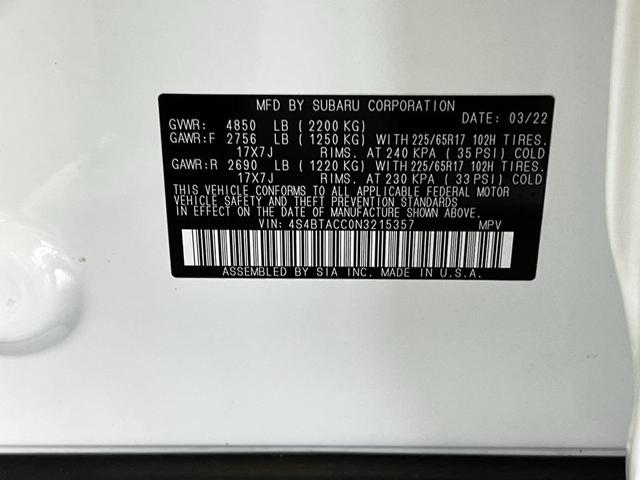 MFD BY SUBARU CORPORATION
DATE: 03/22
GVWR: 4850 LB (2200 KG)
GAWR:F 2756 LB (1250 KG) WITH 225/65R17 102H TIRES.
17X7J RIMS. AT 240 KPA (35 PSI) COLD
GAWR:R 2690 LB (1220 KG) WITH 225/65R17 102H TIRES.
17X7J RIMS. AT 230 KPA (33 PSI) COLD
THIS VEHICLE CONFORMS TO ALL APPLICABLE FEDERAL MOTOR
VEHICLE SAFETY AND THEFT PREVENTION STANDARDS
IN EFFECT ON THE DATE OF MANUFACTURE SHOWN ABOVE.
VIN: 4S4BTACC0N3215357 MPV
ASSEMBLED BY SIA INC. MADE IN U.S.A.